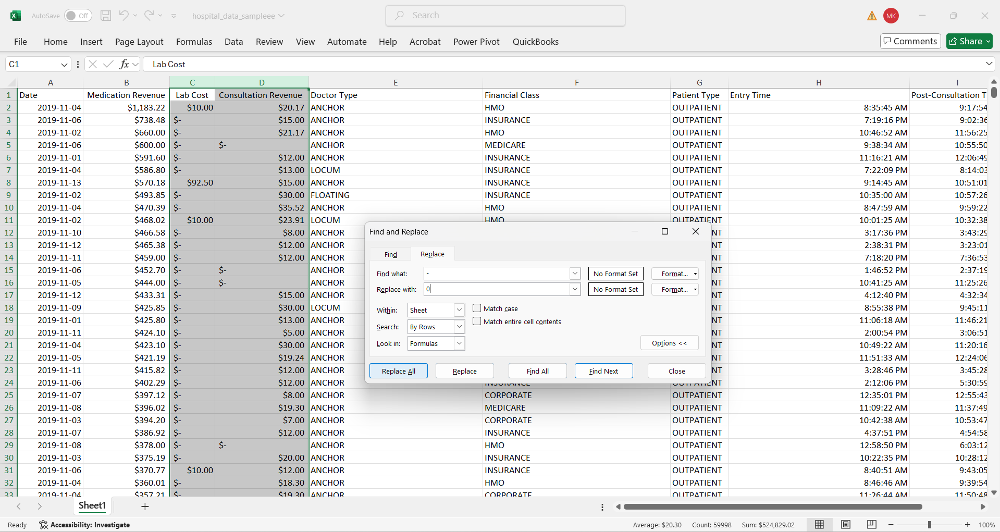 AutoSave Off hospital_data_sampleee Search MK
File Home Insert Page Layout Formulas Data Review View Automate Help Acrobat Power Pivot QuickBooks Comments Share
C1 fx Lab Cost
A B C D E F G H I
1 Date Medication Revenue Lab Cost Consultation Revenue Doctor Type Financial Class Patient Type Entry Time Post-Consultation T
2 2019-11-04 $1,183.22 $10.00 $20.17 ANCHOR HMO OUTPATIENT 8:35:45 AM 9:17:54
3 2019-11-06 $738.48 $- $15.00 ANCHOR INSURANCE OUTPATIENT 7:19:16 PM 9:02:36
4 2019-11-02 $660.00 $- $21.17 ANCHOR HMO OUTPATIENT 10:46:52 AM 11:56:25
5 2019-11-06 $600.00 $- $- ANCHOR MEDICARE OUTPATIENT 9:38:34 AM 10:55:50
6 2019-11-01 $591.60 $- $12.00 ANCHOR INSURANCE OUTPATIENT 11:16:21 AM 12:06:49
7 2019-11-04 $586.80 $- $13.00 LOCUM INSURANCE OUTPATIENT 7:22:09 PM 8:14:03
8 2019-11-13 $570.18 $92.50 $15.00 ANCHOR INSURANCE OUTPATIENT 9:14:45 AM 10:51:01
9 2019-11-02 $493.85 $- $30.00 FLOATING INSURANCE OUTPATIENT 10:35:00 AM 10:57:26
10 2019-11-04 $470.39 $- $35.52 ANCHOR HMO OUTPATIENT 8:47:59 AM 9:59:22
11 2019-11-02 $468.02 $10.00 $23.91 LOCUM HMO OUTPATIENT 10:01:25 AM 10:32:38
12 2019-11-10 $466.58 $- $8.00 ANCHOR NT 3:17:36 PM 3:43:29
13 2019-11-12 $465.38 $- $12.00 ANCHOR NT 2:38:31 PM 3:23:01
14 2019-11-11 $459.00 $- $12.00 ANCHOR NT 7:18:20 PM 7:36:53
15 2019-11-06 $452.70 $- $- ANCHOR NT 1:46:52 PM 2:37:19
16 2019-11-05 $444.00 $- $- ANCHOR NT 10:41:25 AM 11:25:26
17 2019-11-12 $433.31 $- $15.00 ANCHOR NT 4:12:40 PM 4:32:34
18 2019-11-09 $425.85 $- $30.00 LOCUM NT 8:55:38 PM 9:45:11
19 2019-11-01 $425.80 $- $13.00 ANCHOR NT 11:06:18 AM 11:46:21
20 2019-11-11 $424.10 $- $5.00 ANCHOR NT 2:00:54 PM 3:06:51
21 2019-11-04 $423.10 $- $30.00 ANCHOR NT 10:49:22 AM 11:20:16
22 2019-11-05 $421.19 $- $19.24 ANCHOR NT 11:51:33 AM 12:24:06
23 2019-11-11 $415.82 $- $12.00 ANCHOR NT 3:28:46 PM 3:45:28
24 2019-11-06 $402.29 $- $12.00 ANCHOR INSURANCE OUTPATIENT 2:12:06 PM 5:30:59
25 2019-11-07 $397.12 $- $8.00 ANCHOR CORPORATE OUTPATIENT 12:35:01 PM 12:55:43
26 2019-11-08 $396.02 $- $19.30 ANCHOR MEDICARE OUTPATIENT 11:09:22 AM 11:37:49
27 2019-11-03 $394.20 $- $7.00 ANCHOR CORPORATE OUTPATIENT 10:42:38 AM 10:53:47
28 2019-11-07 $386.92 $- $12.00 ANCHOR INSURANCE OUTPATIENT 4:37:51 PM 4:54:58
29 2019-11-08 $378.00 $- $- ANCHOR HMO OUTPATIENT 12:58:50 PM 6:03:12
30 2019-11-03 $375.19 $- $20.00 ANCHOR INSURANCE OUTPATIENT 10:22:35 PM 10:28:12
31 2019-11-06 $370.77 $10.00 $12.00 ANCHOR INSURANCE OUTPATIENT 8:40:51 AM 9:43:05
32 2019-11-04 $360.01 $- $18.30 ANCHOR HMO OUTPATIENT 8:46:46 AM 9:39:54
33 2019-11-04 $357.21 $- $19.30 ANCHOR CORPORATE OUTPATIENT 11:26:44 AM 11:50:48
Find and Replace
Find Replace
Find what: - No Format Set Format...
Replace with: 0 No Format Set Format...
Within: Sheet Match case
Match entire cell contents
Search: By Rows
Look in: Formulas Options <<
Replace All Replace Find All Find Next Close
Sheet1
Ready Accessibility: Investigate Average: $20.30 Count: 59998 Sum: $524,829.02 100%